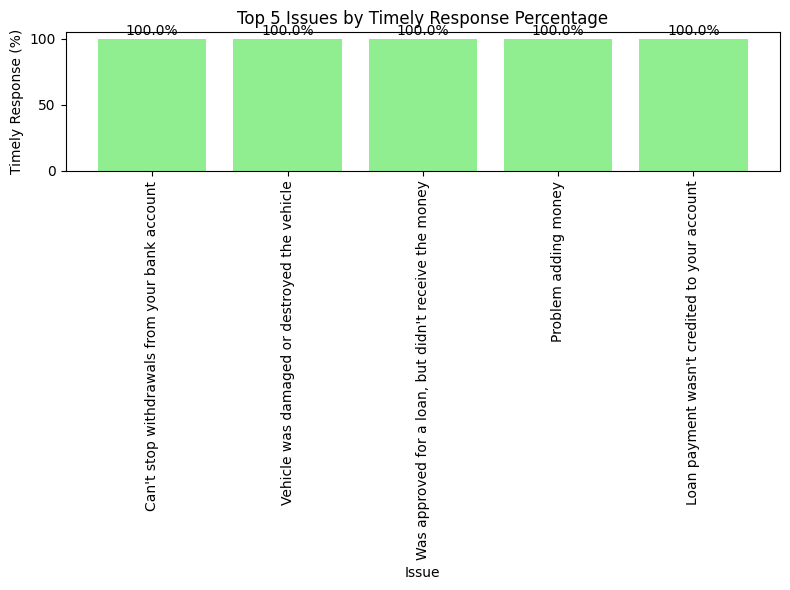 Top 5 Issues by Timely Response Percentage
Timely Response (%)
100
50
0
100.0%
100.0%
100.0%
100.0%
100.0%
Can't stop withdrawals from your bank account
Vehicle was damaged or destroyed the vehicle
Was approved for a loan, but didn't receive the money
Problem adding money
Loan payment wasn't credited to your account
Issue